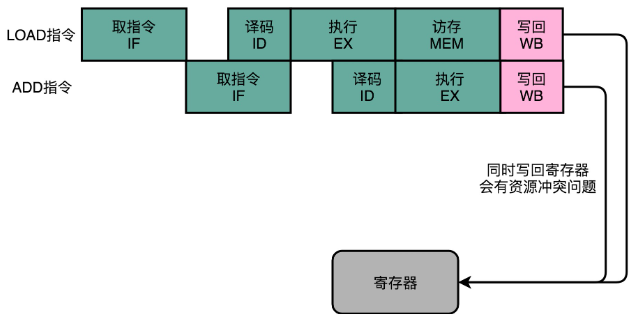 LOAD指令
取指令
IF
译码
ID
执行
EX
访存
MEM
写回
WB
ADD指令
取指令
IF
译码
ID
执行
EX
写回
WB
同时写回寄存器
会有资源冲突问题
寄存器